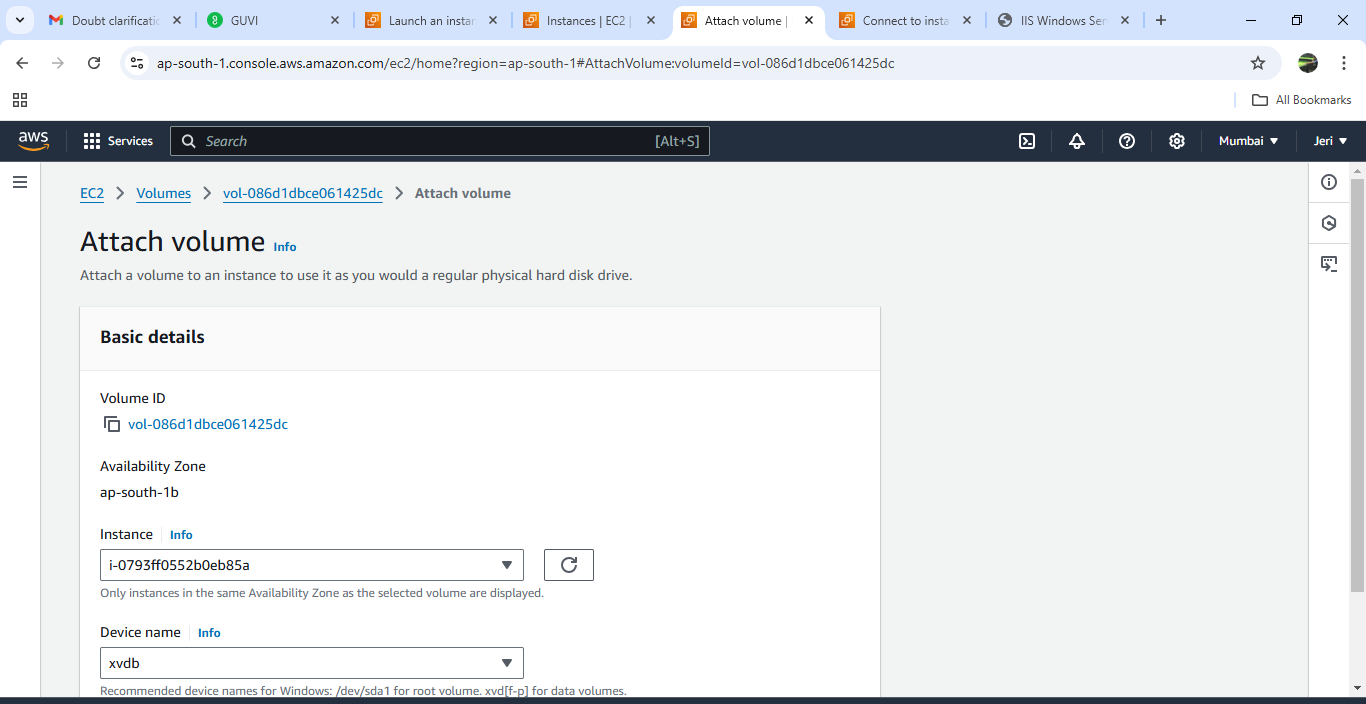 Doubt clarificati
GUVI
Launch an instan
Instances | EC2 |
Attach volume |
Connect to insta
IIS Windows Ser
ap-south-1.console.aws.amazon.com/ec2/home?region=ap-south-1#AttachVolume:volumeId=vol-086d1dbce061425dc
All Bookmarks
aws
Services
Search
[Alt+S]
Mumbai
Jeri
EC2
Volumes
vol-086d1dbce061425dc
Attach volume
Attach volume Info
Attach a volume to an instance to use it as you would a regular physical hard disk drive.
Basic details
Volume ID
vol-086d1dbce061425dc
Availability Zone
ap-south-1b
Instance Info
i-0793ff0552b0eb85a
Only instances in the same Availability Zone as the selected volume are displayed.
Device name Info
xvdb
Recommended device names for Windows: /dev/sda1 for root volume. xvd[f-p] for data volumes.